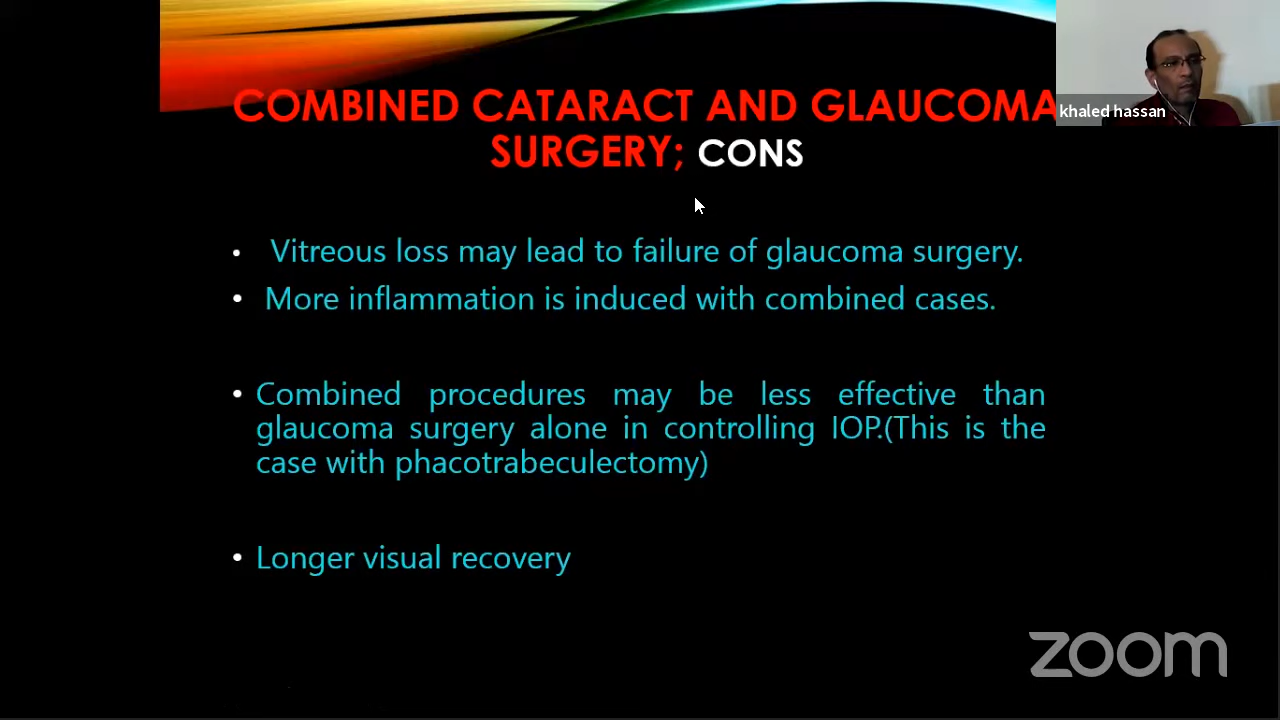 COMBINED CATARACT AND GLAUCOMA
SURGERY; CONS
khaled hassan
• Vitreous loss may lead to failure of glaucoma surgery.
• More inflammation is induced with combined cases.
• Combined procedures may be less effective than
glaucoma surgery alone in controlling IOP.(This is the
case with phacotrabeculectomy)
• Longer visual recovery
zoom